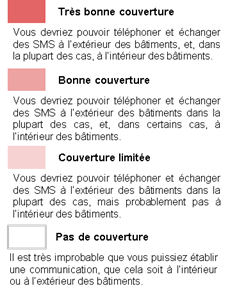 Très bonne couverture
Vous devriez pouvoir téléphoner et échanger
des SMS à l'extérieur des bâtiments, et, dans
la plupart des cas, à l'intérieur des bâtiments.
Bonne couverture
Vous devriez pouvoir téléphoner et échanger
des SMS à l'extérieur des bâtiments dans la
plupart des cas, et, dans certains cas, à
l'intérieur des bâtiments.
Couverture limitée
Vous devriez pouvoir téléphoner et échanger
des SMS à l'extérieur des bâtiments dans la
plupart des cas, mais probablement pas à
l'intérieur des bâtiments.
Pas de couverture
Il est très improbable que vous puissiez établir
une communication, que cela soit à l'intérieur
ou à l'extérieur des bâtiments.